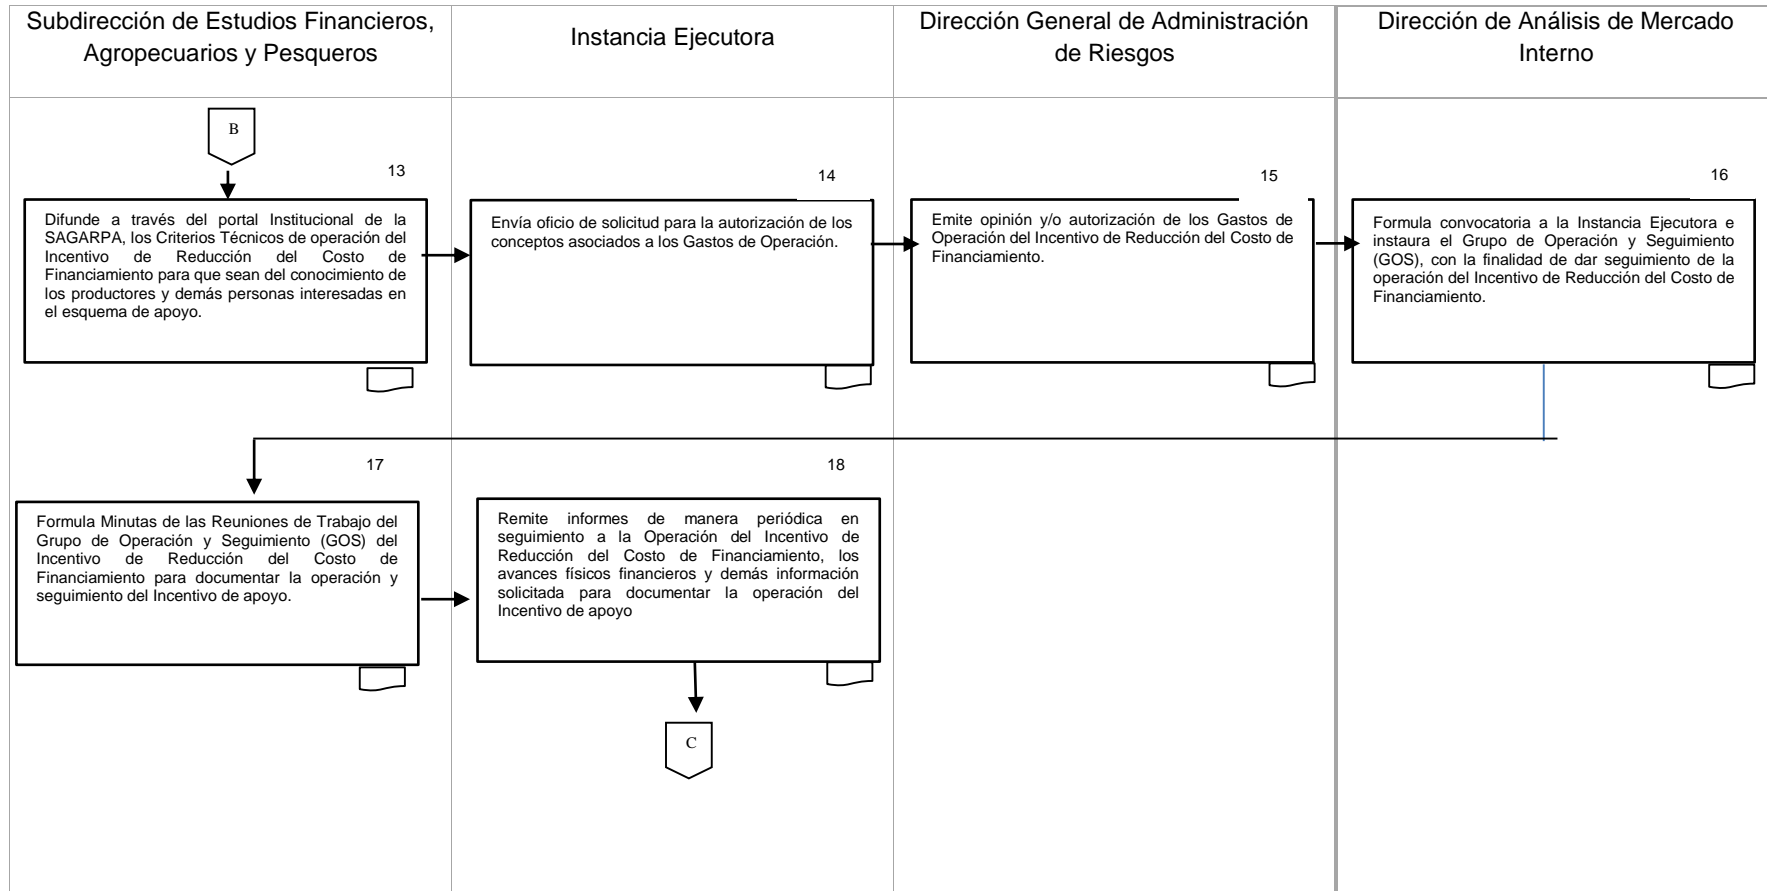 Subdirección de Estudios Financieros,
Agropecuarios y Pesqueros
Instancia Ejecutora
Dirección General de Administración
de Riesgos
Dirección de Análisis de Mercado
Interno
B
13
Difunde a través del portal Institucional de la
SAGARPA, los Criterios Técnicos de operación del
Incentivo de Reducción del Costo de
Financiamiento para que sean del conocimiento de
los productores y demás personas interesadas en
el esquema de apoyo.
14
Envía oficio de solicitud para la autorización de los
conceptos asociados a los Gastos de Operación.
15
Emite opinión y/o autorización de los Gastos de
Operación del Incentivo de Reducción del Costo de
Financiamiento.
16
Formula convocatoria a la Instancia Ejecutora e
instaura el Grupo de Operación y Seguimiento
(GOS), con la finalidad de dar seguimiento de la
operación del Incentivo de Reducción del Costo de
Financiamiento.
17
Formula Minutas de las Reuniones de Trabajo del
Grupo de Operación y Seguimiento (GOS) del
Incentivo de Reducción del Costo de
Financiamiento para documentar la operación y
seguimiento del Incentivo de apoyo.
18
Remite informes de manera periódica en
seguimiento a la Operación del Incentivo de
Reducción del Costo de Financiamiento, los
avances físicos financieros y demás información
solicitada para documentar la operación del
Incentivo de apoyo
C